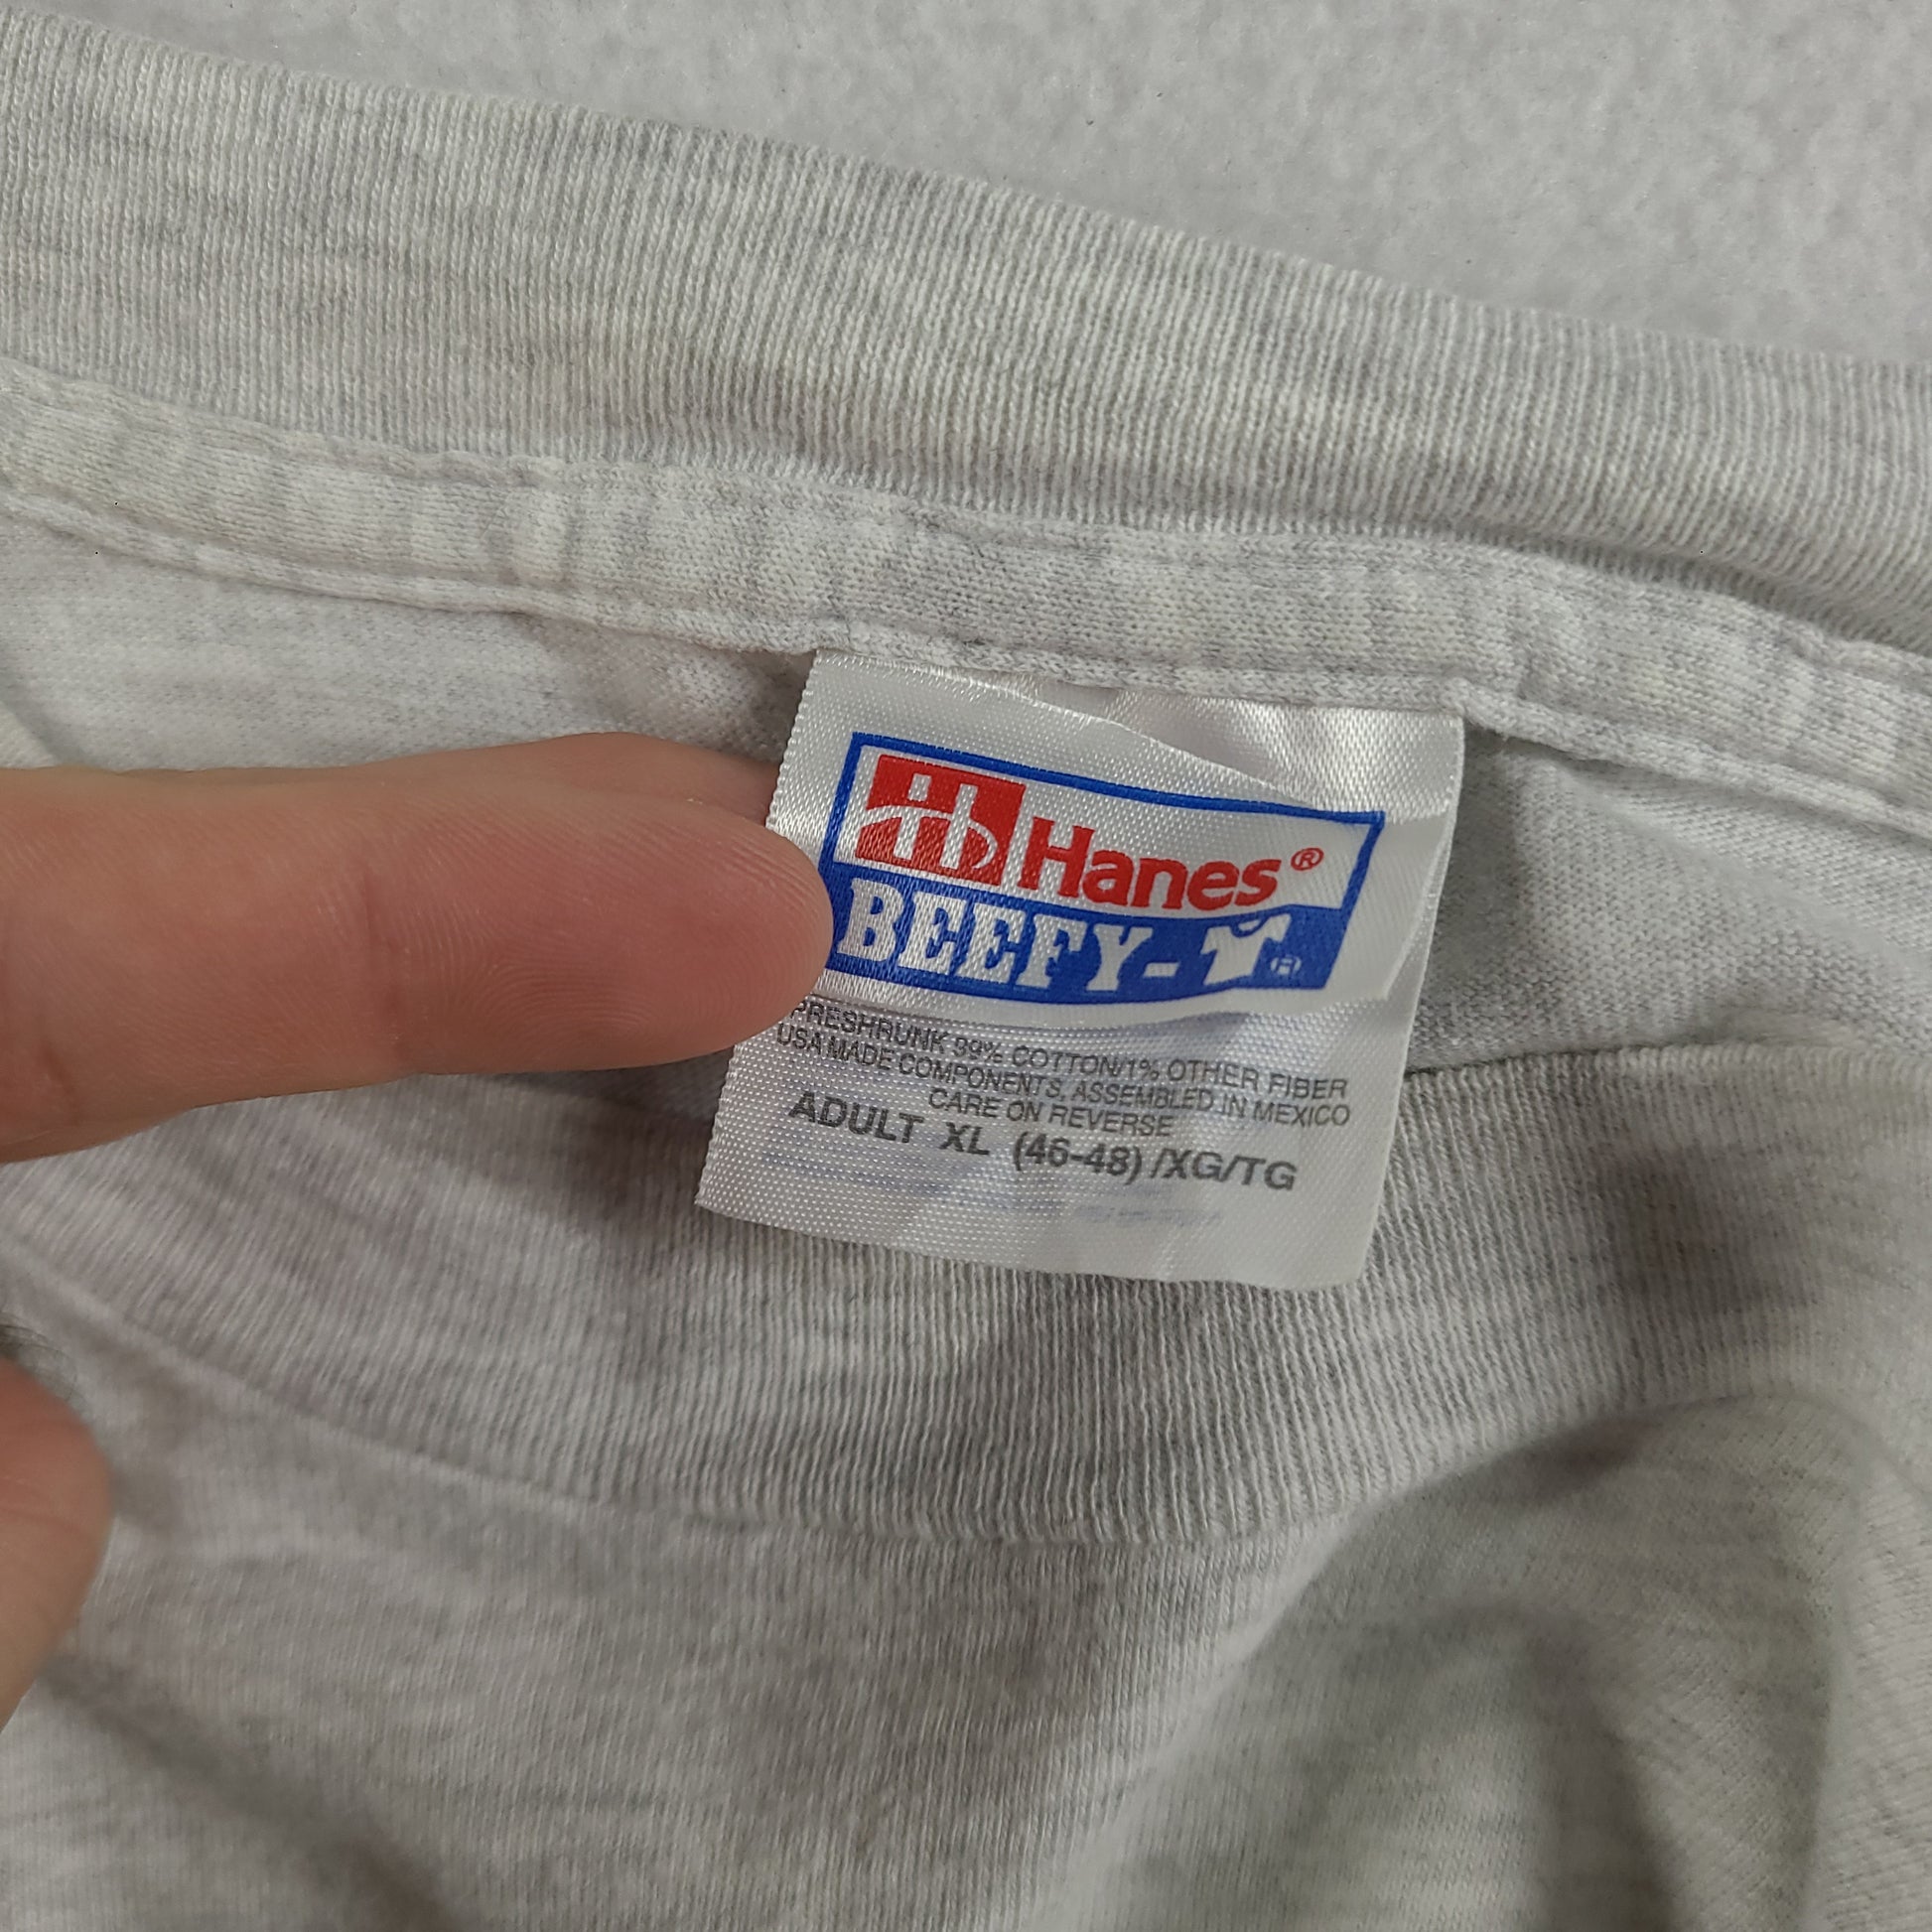 Hanes®
BEEFY-T®
PRESHRUNK 99% COTTON/1% OTHER FIBER
USA MADE COMPONENTS, ASSEMBLED IN MEXICO
CARE ON REVERSE
ADULT XL (46-48) /XG/TG